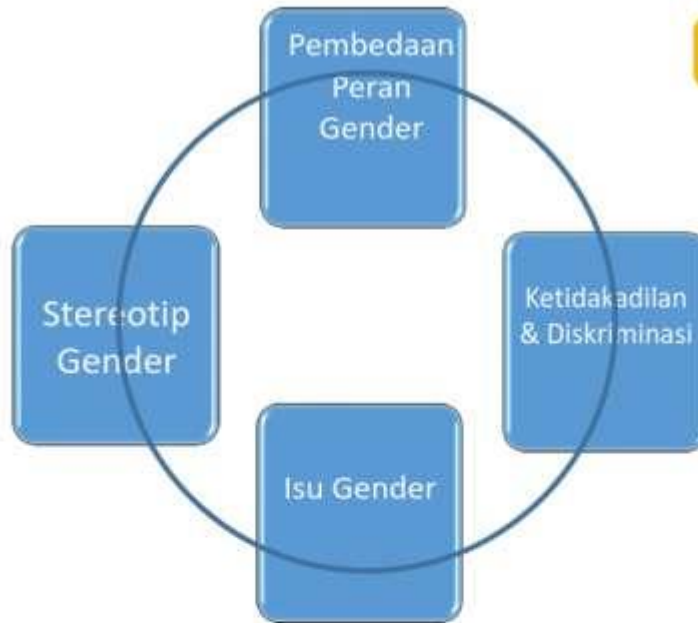 Pembedaan
Peran
Gender
Stereotip
Gender
Ketidakadilan
& Diskriminasi
Isu Gender